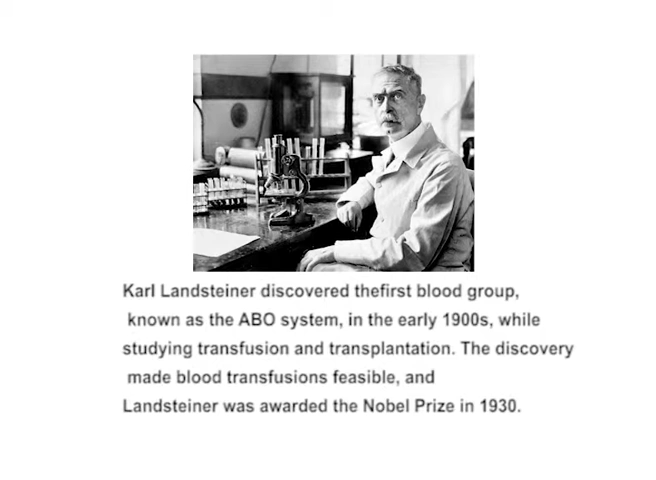 Karl Landsteiner discovered thefirst blood group,
known as the ABO system, in the early 1900s, while
studying transfusion and transplantation. The discovery
made blood transfusions feasible, and
Landsteiner was awarded the Nobel Prize in 1930.